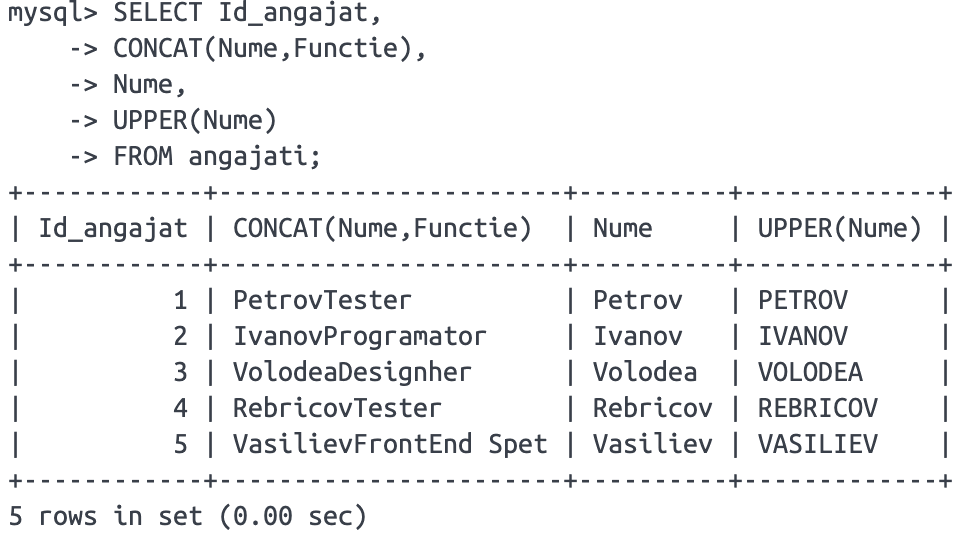 mysql> SELECT Id_angajat,
    -> CONCAT(Nume,Functie),
    -> Nume,
    -> UPPER(Nume)
    -> FROM angajati;
+------------+-----------------------+----------+-------------+
| Id_angajat | CONCAT(Nume,Functie)  | Nume     | UPPER(Nume) |
+------------+-----------------------+----------+-------------+
|          1 | PetrovTester          | Petrov   | PETROV      |
|          2 | IvanovProgramator     | Ivanov   | IVANOV      |
|          3 | VolodeaDesignher      | Volodea  | VOLODEA     |
|          4 | RebricovTester        | Rebricov | REBRICOV    |
|          5 | VasilievFrontEnd Spet | Vasiliev | VASILIEV    |
+------------+-----------------------+----------+-------------+
5 rows in set (0.00 sec)